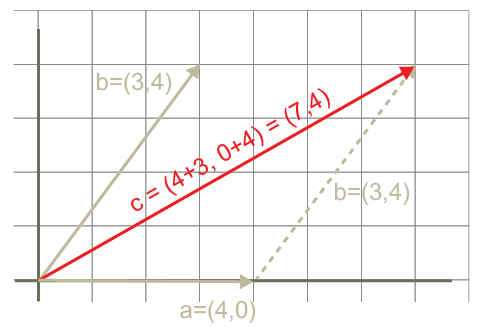 b=(3,4)
c = (4+3, 0+4) = (7,4)
b=(3,4)
a=(4,0)